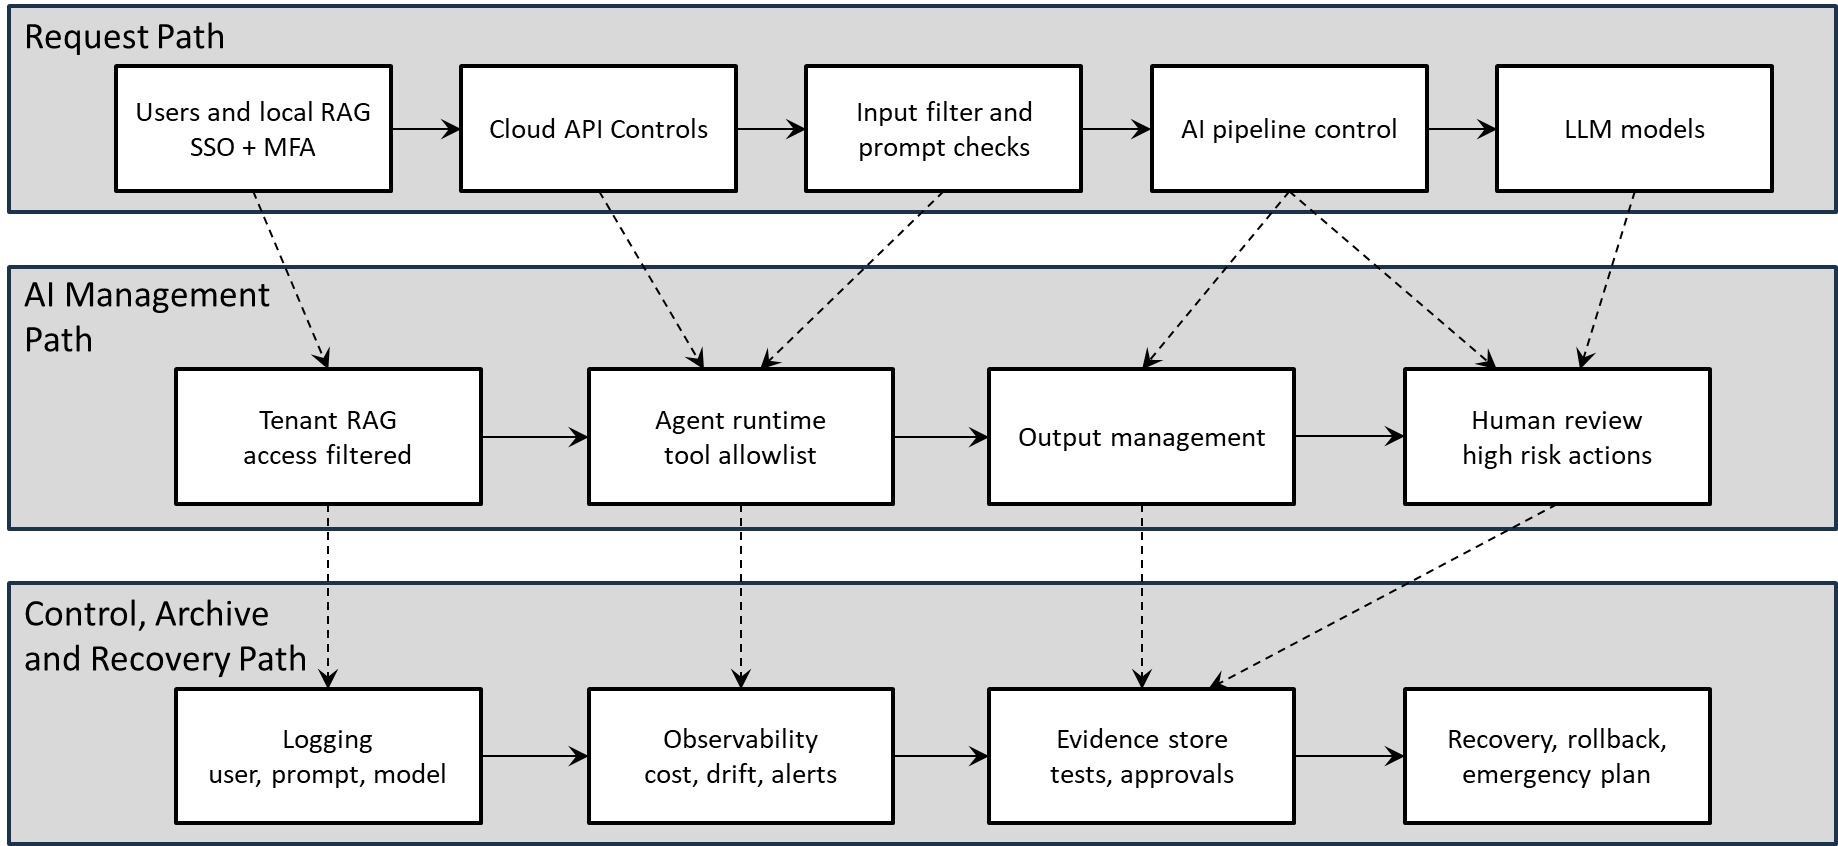 Request Path
Users and local RAG
SSO + MFA
Cloud API Controls
Input filter and
prompt checks
AI pipeline control
LLM models
AI Management
Path
Tenant RAG
access filtered
Agent runtime
tool allowlist
Output management
Human review
high risk actions
Control, Archive
and Recovery Path
Logging
user, prompt, model
Observability
cost, drift, alerts
Evidence store
tests, approvals
Recovery, rollback,
emergency plan